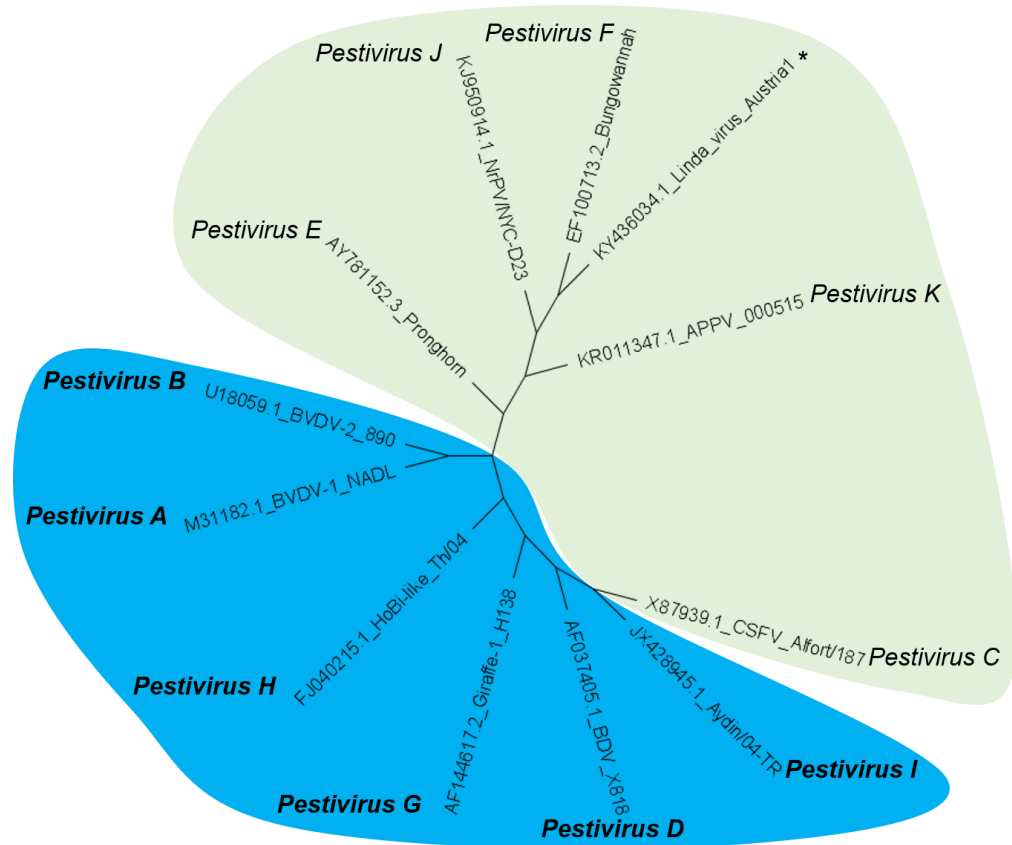 Pestivirus F
Pestivirus J
KJ950914.1_NrPV/NYC-D23
EF100713.2_Bungowannah
KY436034.1_Linda_virus_Austria1 *
Pestivirus E
AY781152.3_Pronghorn
KR011347.1_APPV_000515
Pestivirus K
Pestivirus B
U18059.1_BVDV-2_890
Pestivirus A
M31182.1_BVDV-1_NADL
FJ040215.1_HoBi-like_Th/04
Pestivirus H
AF144617.2_Giraffe-1_H138
Pestivirus G
AF037405.1_BDV_X818
Pestivirus D
JX428945.1_Aydin/04-TR
Pestivirus I
X87939.1_CSFV_Alfort/187
Pestivirus C